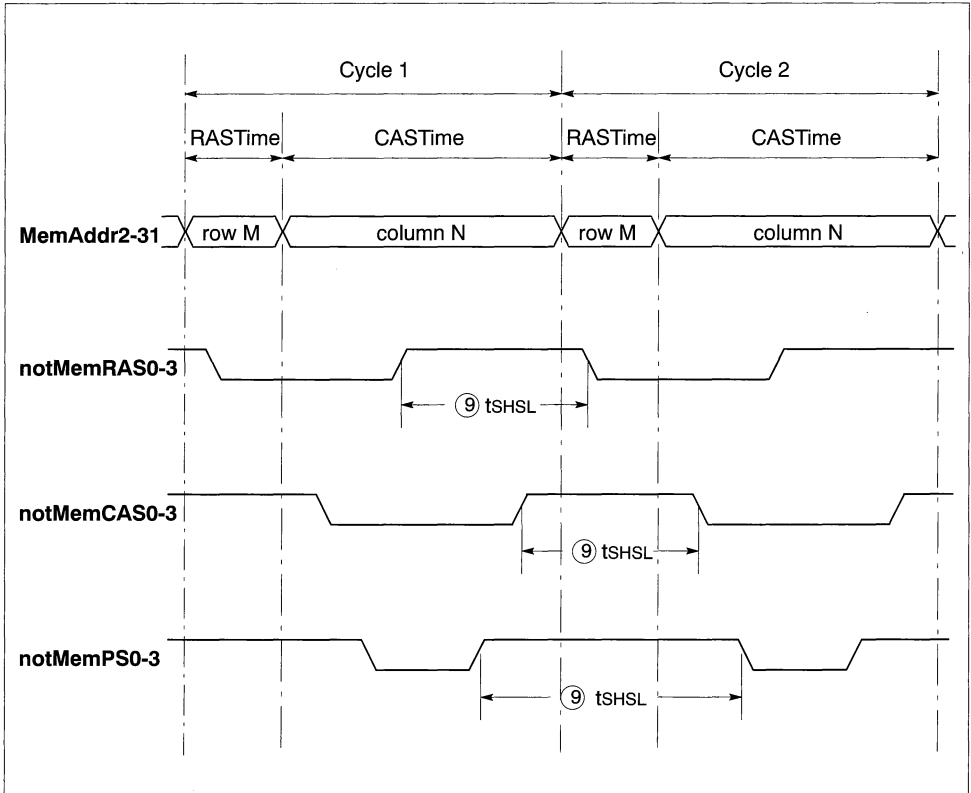 Cycle 1 Cycle 2
RASTime CASTime RASTime CASTime
MemAddr2-31 row M column N row M column N
notMemRAS0-3
⑨ tSHSL
notMemCAS0-3
⑨ tSHSL
notMemPS0-3
⑨ tSHSL